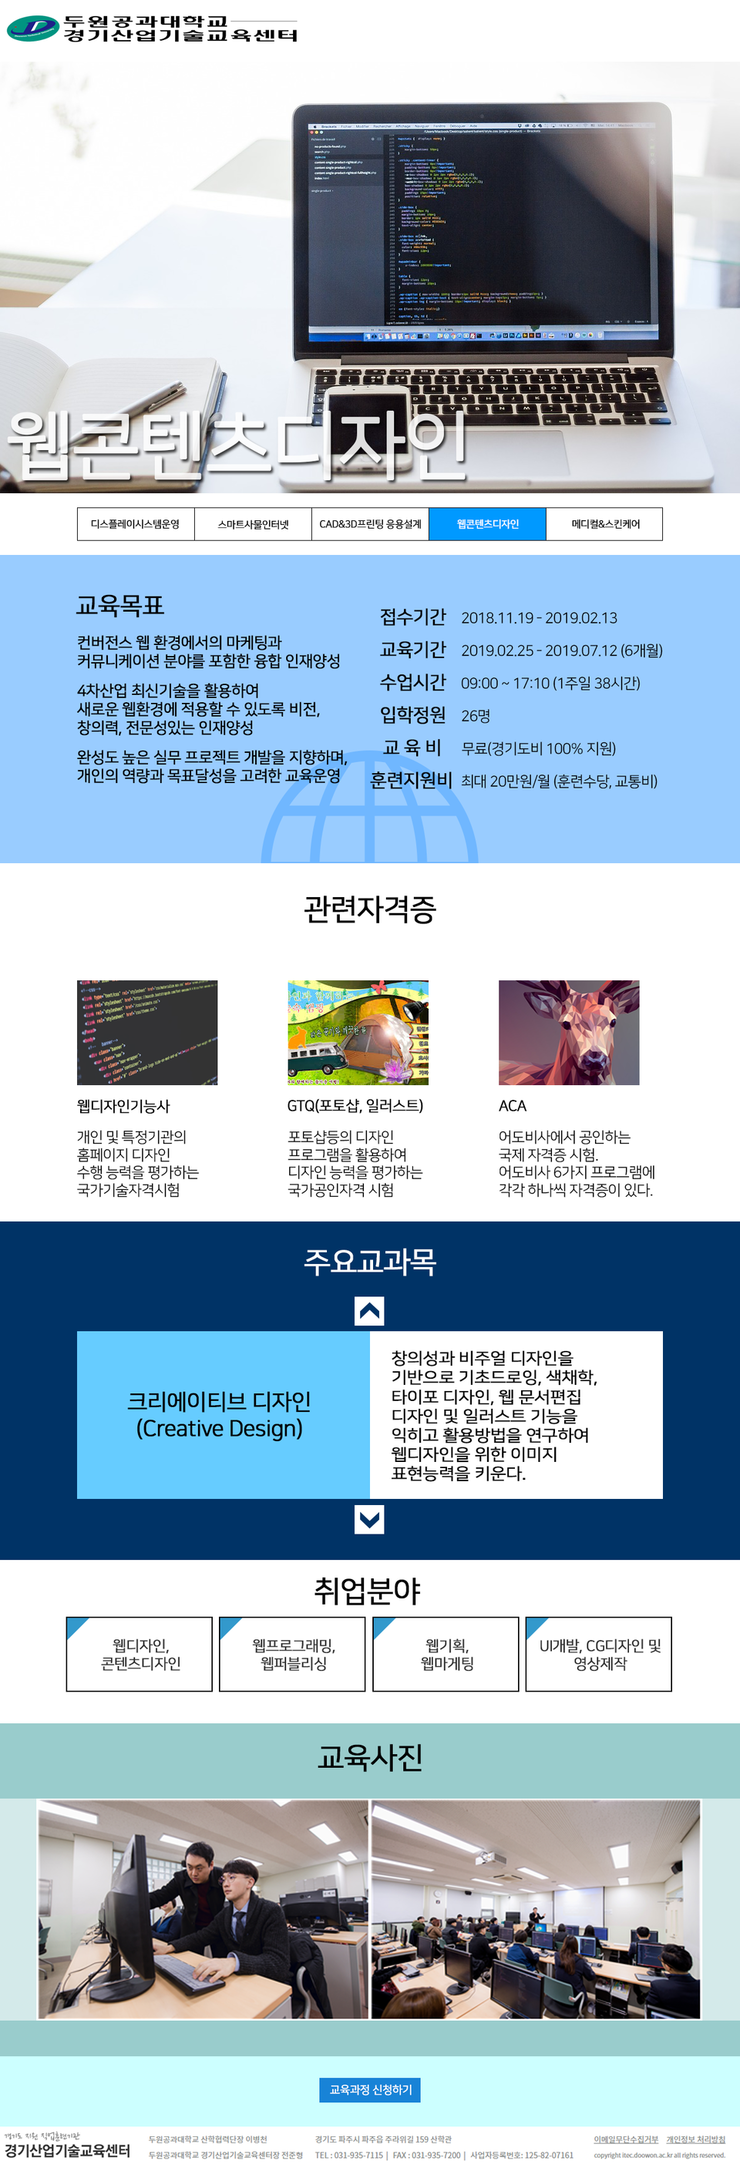 두원공과대학교
경기산업기술교육센터
웹콘텐츠디자인
디스플레이시스템운영
스마트사물인터넷
CAD&3D프린팅 응용설계
웹콘텐츠디자인
메디컬&스킨케어
교육목표
컨버전스 웹 환경에서의 마케팅과
커뮤니케이션 분야를 포함한 융합 인재양성
4차산업 최신기술을 활용하여
새로운 웹환경에 적용할 수 있도록 비전,
창의력, 전문성있는 인재양성
완성도 높은 실무 프로젝트 개발을 지향하며,
개인의 역량과 목표달성을 고려한 교육운영
접수기간 2018.11.19 - 2019.02.13
교육기간 2019.02.25 - 2019.07.12 (6개월)
수업시간 09:00 ~ 17:10 (1주일 38시간)
입학정원 26명
교 육 비 무료(경기도비 100% 지원)
훈련지원비 최대 20만원/월 (훈련수당, 교통비)
관련자격증
웹디자인기능사
개인 및 특정기관의
홈페이지 디자인
수행 능력을 평가하는
국가기술자격시험
GTQ(포토샵, 일러스트)
포토샵등의 디자인
프로그램을 활용하여
디자인 능력을 평가하는
국가공인자격 시험
ACA
어도비사에서 공인하는
국제 자격증 시험.
어도비사 6가지 프로그램에
각각 하나씩 자격증이 있다.
주요교과목
크리에이티브 디자인
(Creative Design)
창의성과 비주얼 디자인을
기반으로 기초드로잉, 색채학,
타이포 디자인, 웹 문서편집
디자인 및 일러스트 기능을
익히고 활용방법을 연구하여
웹디자인을 위한 이미지
표현능력을 키운다.
취업분야
웹디자인,
콘텐츠디자인
웹프로그래밍,
웹퍼블리싱
웹기획,
웹마게팅
UI개발, CG디자인 및
영상제작
교육사진
교육과정 신청하기
경기도 지원 직업훈련기관
경기산업기술교육센터
두원공과대학교 산학협력단장 이병천
두원공과대학교 경기산업기술교육센터장 전준형
경기도 파주시 파주읍 주라위길 159 산학관
TEL : 031-935-7115 | FAX : 031-935-7200 | 사업자등록번호: 125-82-07161
이메일무단수집거부 개인정보 처리방침
copyright itec.doowon.ac.kr all rights reserved.